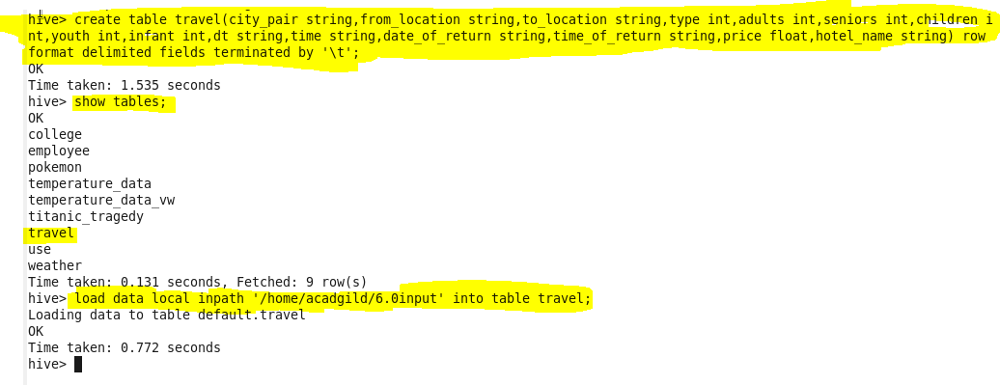 hive> create table travel(city_pair string,from_location string,to_location string,type int,adults int,seniors int,children i
nt,youth int,infant int,dt string,time string,date_of_return string,time_of_return string,price float,hotel_name string) row
format delimited fields terminated by '\t';
OK
Time taken: 1.535 seconds
hive> show tables;
OK
college
employee
pokemon
temperature_data
temperature_data_vw
titanic_tragedy
travel
use
weather
Time taken: 0.131 seconds, Fetched: 9 row(s)
hive> load data local inpath '/home/acadgild/6.0input' into table travel;
Loading data to table default.travel
OK
Time taken: 0.772 seconds
hive>